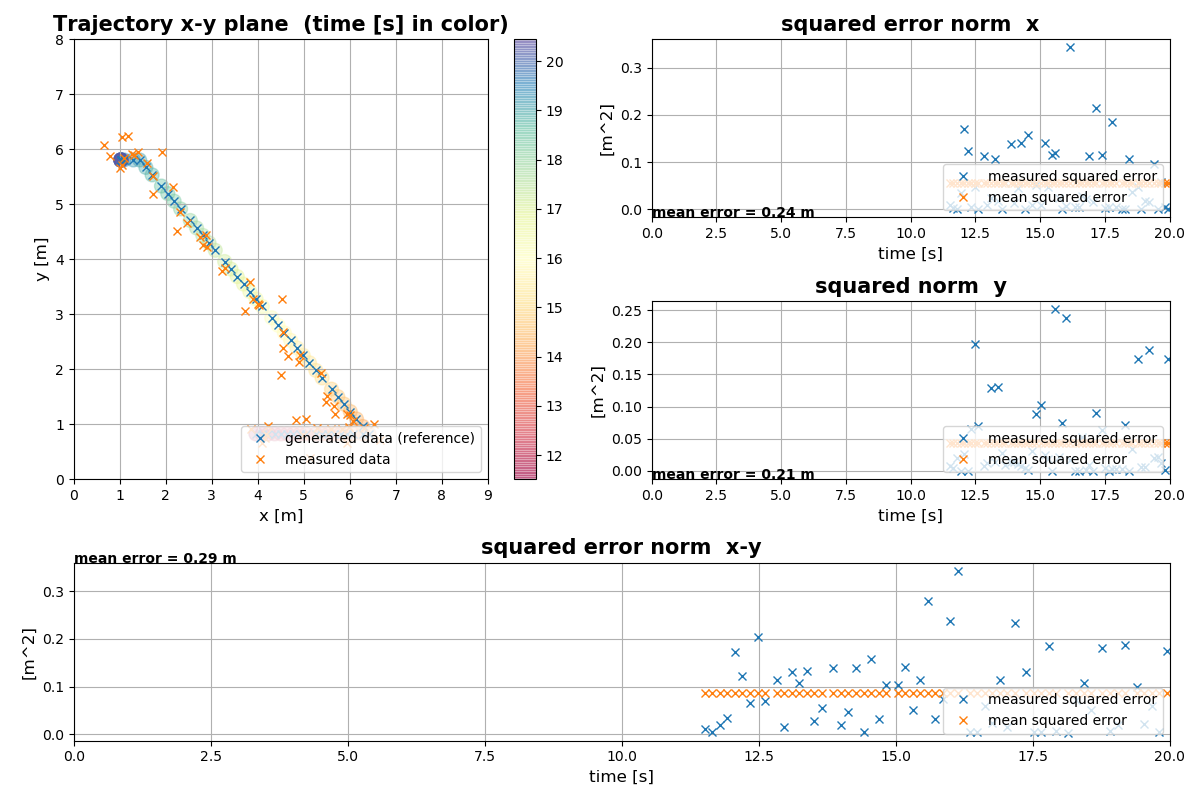 Trajectory x-y plane  (time [s] in color)
8
7
6
5
4
3
2
1
0
y [m]
0 1 2 3 4 5 6 7 8 9
x [m]
generated data (reference)
measured data
20
19
18
17
16
15
14
13
12
squared error norm  x
0.3
0.2
0.1
0.0
[m^2]
measured squared error
mean squared error
mean error = 0.24 m
0.0 2.5 5.0 7.5 10.0 12.5 15.0 17.5 20.0
time [s]
squared norm  y
0.25
0.20
0.15
0.10
0.05
0.00
[m^2]
measured squared error
mean squared error
mean error = 0.21 m
0.0 2.5 5.0 7.5 10.0 12.5 15.0 17.5 20.0
time [s]
squared error norm  x-y
mean error = 0.29 m
0.3
0.2
0.1
0.0
[m^2]
measured squared error
mean squared error
0.0 2.5 5.0 7.5 10.0 12.5 15.0 17.5 20.0
time [s]